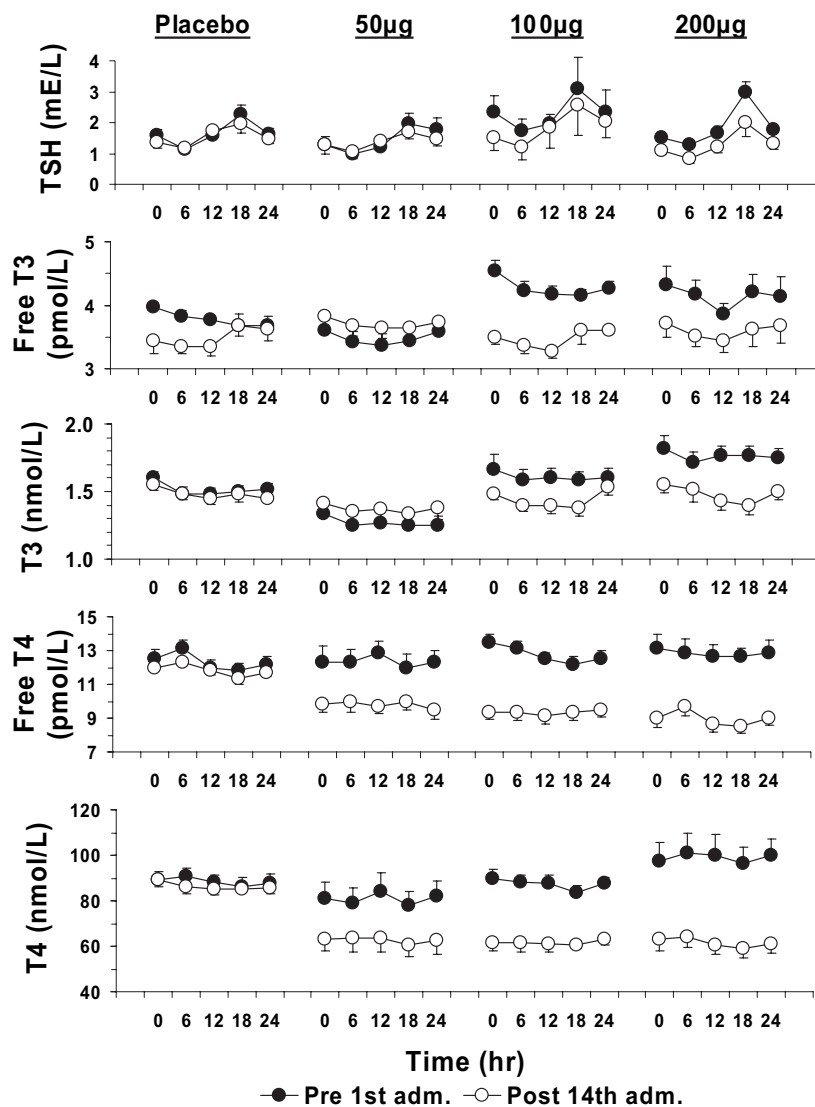 Placebo 50µg 100µg 200µg
TSH (mE/L)
4
3
2
1
0
0 6 12 18 24 0 6 12 18 24 0 6 12 18 24 0 6 12 18 24
Free T3
(pmol/L)
5
4
3
0 6 12 18 24 0 6 12 18 24 0 6 12 18 24 0 6 12 18 24
T3 (nmol/L)
2.0
1.5
1.0
0 6 12 18 24 0 6 12 18 24 0 6 12 18 24 0 6 12 18 24
Free T4
(pmol/L)
15
13
11
9
7
0 6 12 18 24 0 6 12 18 24 0 6 12 18 24 0 6 12 18 24
T4 (nmol/L)
120
100
80
60
40
0 6 12 18 24 0 6 12 18 24 0 6 12 18 24 0 6 12 18 24
Time (hr)
Pre 1st adm. Post 14th adm.